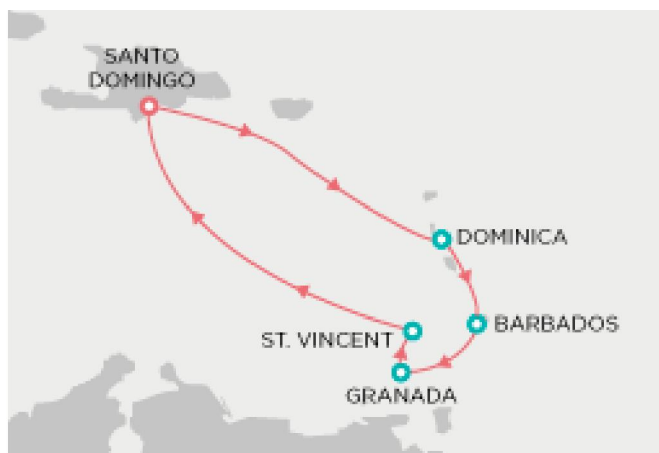 SANTO
DOMINGO
DOMINICA
BARBADOS
ST. VINCENT
GRANADA